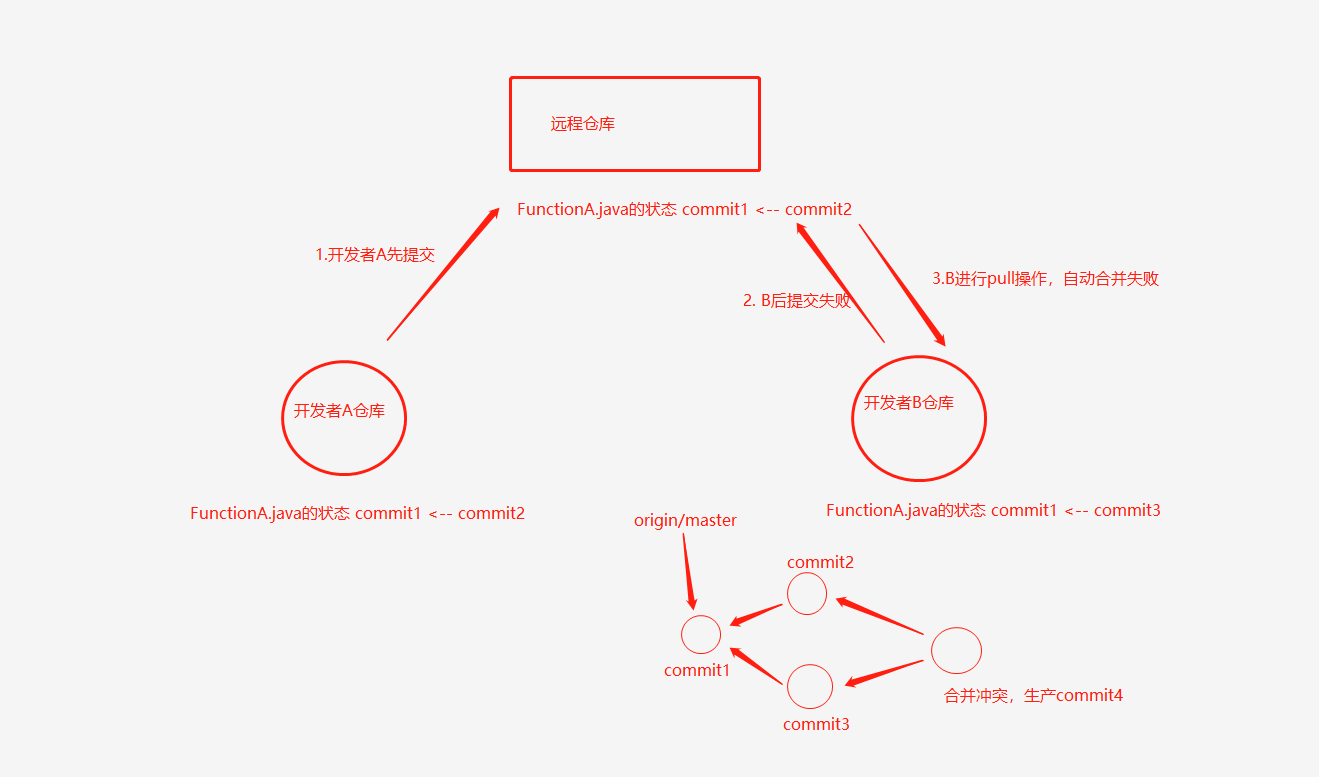 远程仓库
FunctionA.java的状态 commit1 <-- commit2
1.开发者A先提交
3.B进行pull操作，自动合并失败
2. B后提交失败
开发者A仓库
开发者B仓库
FunctionA.java的状态 commit1 <-- commit2
FunctionA.java的状态 commit1 <-- commit3
origin/master
commit2
commit1
合并冲突，生产commit4
commit3